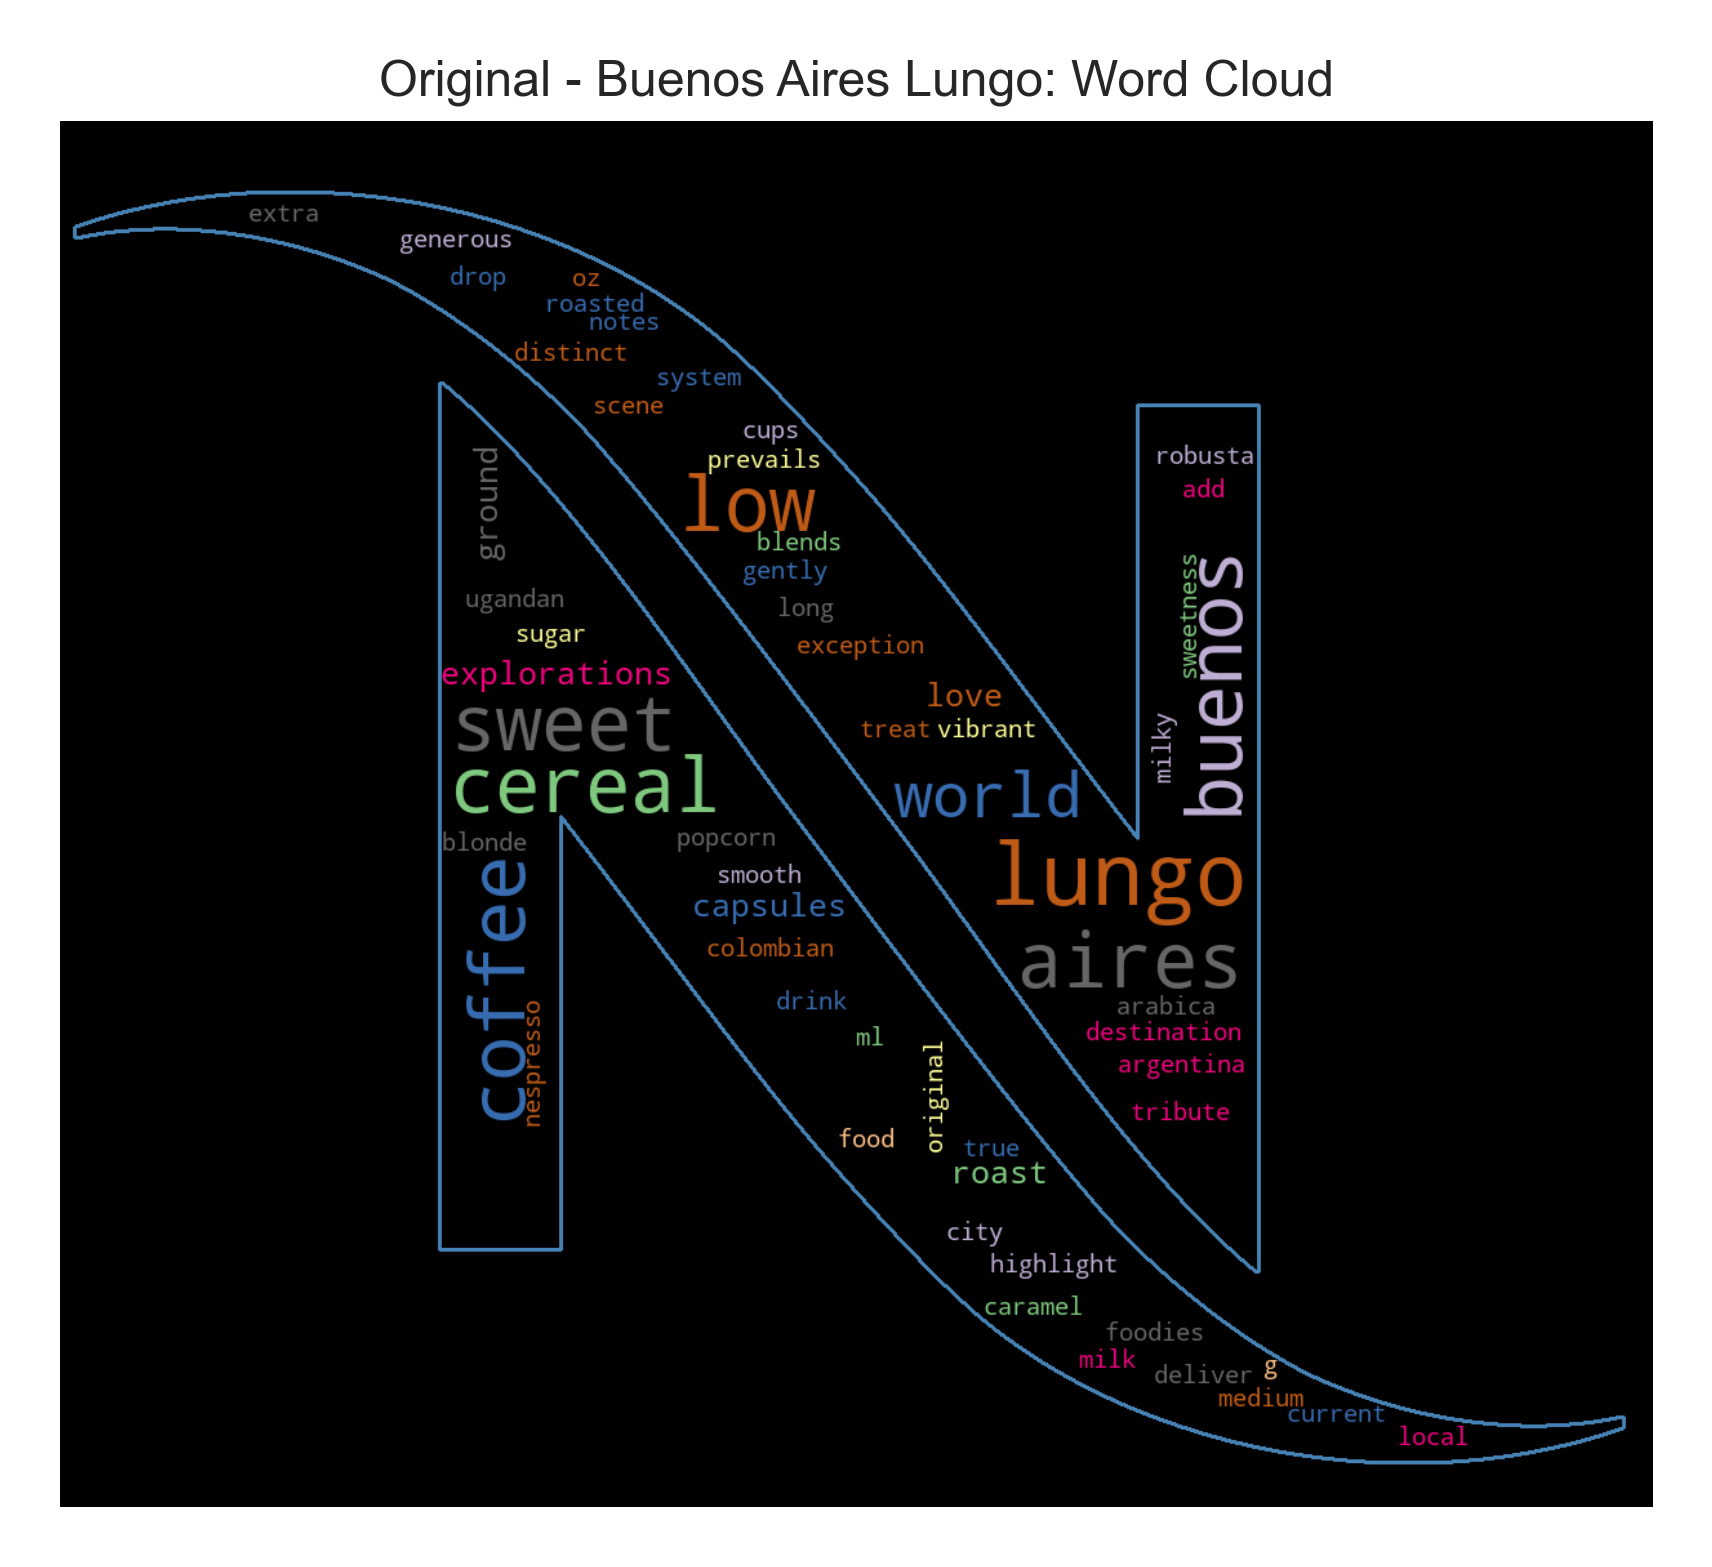 Original - Buenos Aires Lungo: Word Cloud
extra
generous
drop
oz
roasted
notes
distinct
system
scene
cups
prevails
low
blends
gently
long
exception
love
treat
vibrant
world
lungo
aires
arabica
destination
argentina
tribute
robusta
add
sweetness
buenos
milky
ground
ugandan
sugar
explorations
sweet
cereal
blonde
coffee
nespresso
popcorn
smooth
capsules
colombian
drink
ml
original
food
true
roast
city
highlight
caramel
foodies
milk
deliver
g
medium
current
local